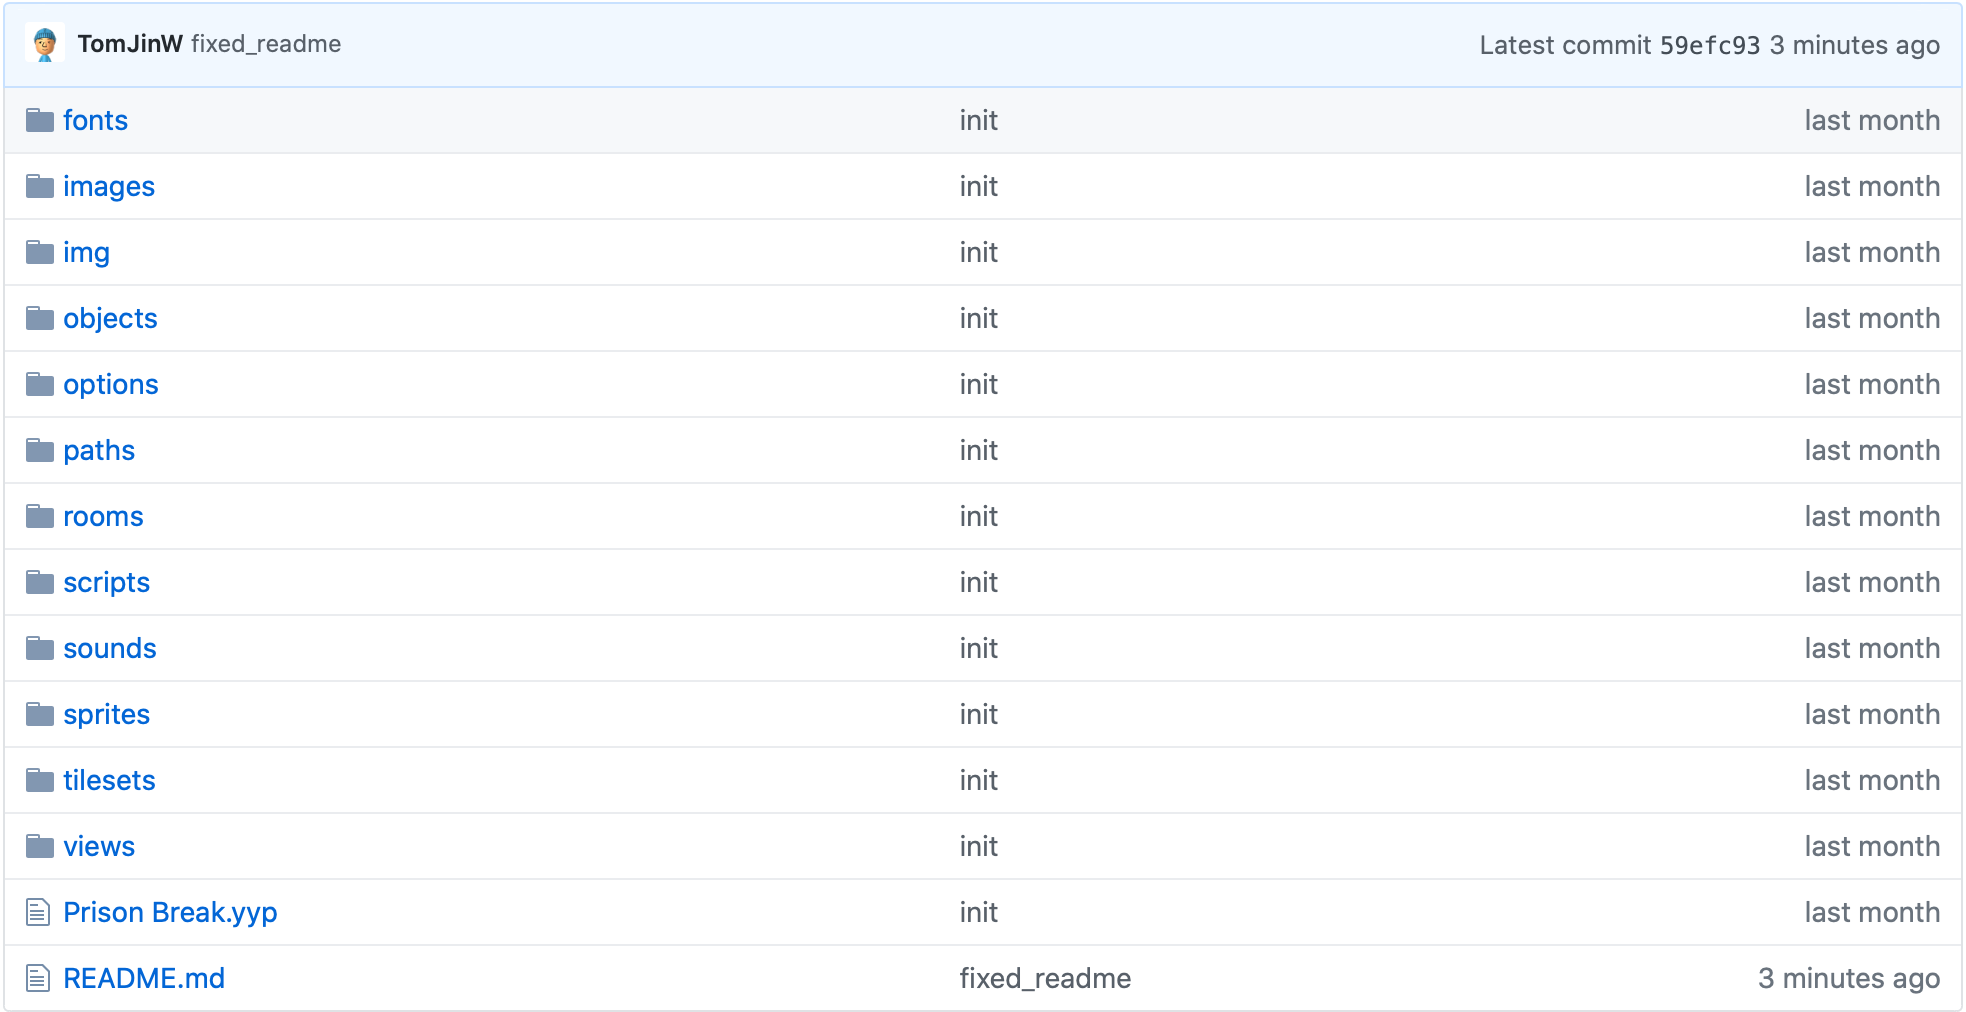 TomJinW fixed_readme Latest commit 59efc93 3 minutes ago
fonts init last month
images init last month
img init last month
objects init last month
options init last month
paths init last month
rooms init last month
scripts init last month
sounds init last month
sprites init last month
tilesets init last month
views init last month
Prison Break.yyp init last month
README.md fixed_readme 3 minutes ago